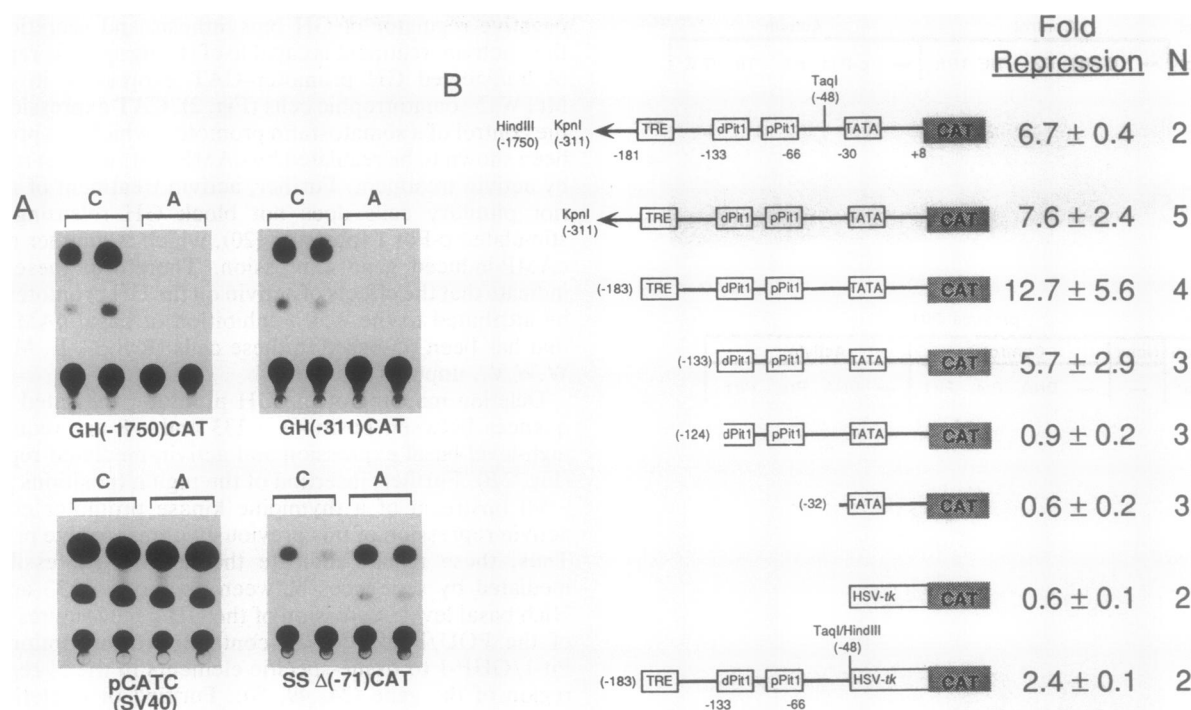 A
C A
GH(-1750)CAT
C A
GH(-311)CAT
C A
pCATC
(SV40)
C A
SS Δ(-71)CAT
B
Fold
Repression N
TaqI
(-48)
HindIII
(-1750)
KpnI
(-311)
TRE dPit1 pPit1 TATA CAT 6.7 ± 0.4 2
-181 -133 -66 -30 +8
KpnI
(-311)
TRE dPit1 pPit1 TATA CAT 7.6 ± 2.4 5
(-183) TRE dPit1 pPit1 TATA CAT 12.7 ± 5.6 4
(-133) dPit1 pPit1 TATA CAT 5.7 ± 2.9 3
(-124) dPit1 pPit1 TATA CAT 0.9 ± 0.2 3
(-32) TATA CAT 0.6 ± 0.2 3
HSV-tk CAT 0.6 ± 0.1 2
TaqI/HindIII
(-48)
(-183) TRE dPit1 pPit1 HSV-tk CAT 2.4 ± 0.1 2
-133 -66